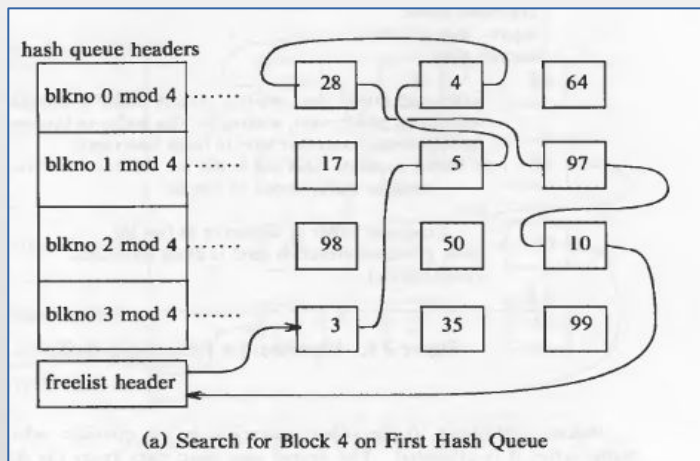 hash queue headers
blkno 0 mod 4 ........ 28 4 64
blkno 1 mod 4 ........ 17 5 97
blkno 2 mod 4 ........ 98 50 10
blkno 3 mod 4 ........ 3 35 99
freelist header
(a) Search for Block 4 on First Hash Queue